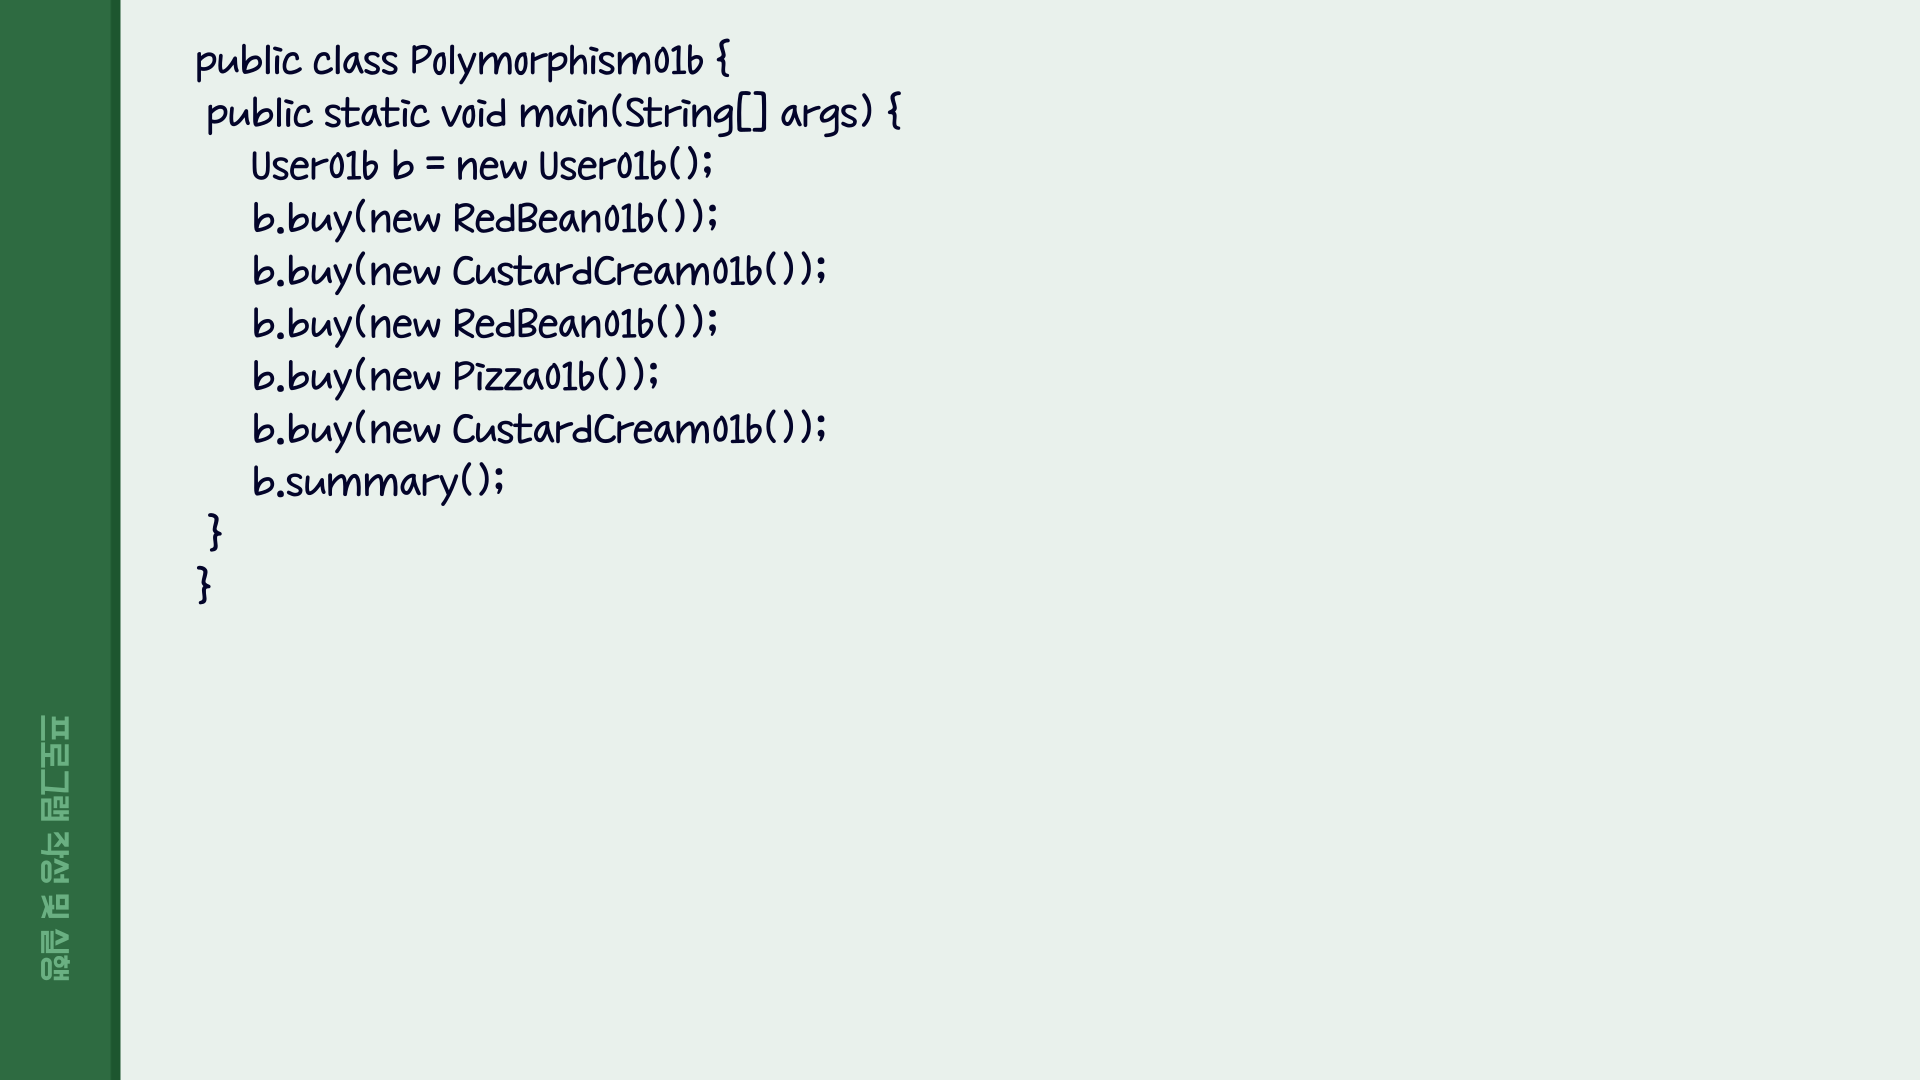 public class Polymorphism01b {
public static void main(String[] args) {
User01b b = new User01b();
b.buy(new RedBean01b());
b.buy(new CustardCream01b());
b.buy(new RedBean01b());
b.buy(new Pizza01b());
b.buy(new CustardCream01b());
b.summary();
}
}
프로그램 작성 및 실행